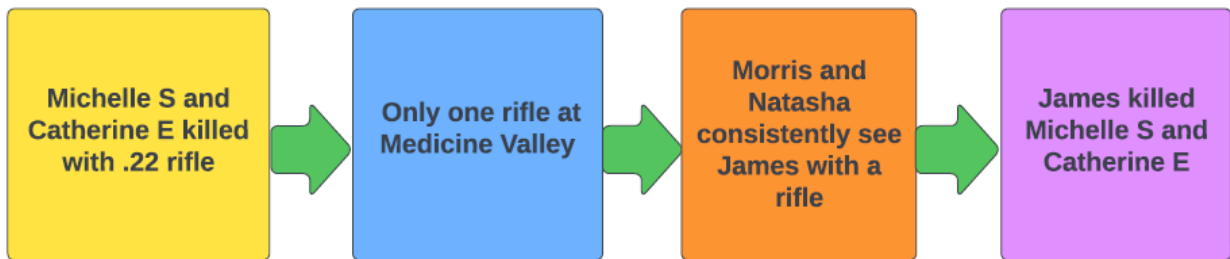 Michelle S and
Catherine E killed
with .22 rifle
Only one rifle at
Medicine Valley
Morris and
Natasha
consistently see
James with a
rifle
James killed
Michelle S and
Catherine E